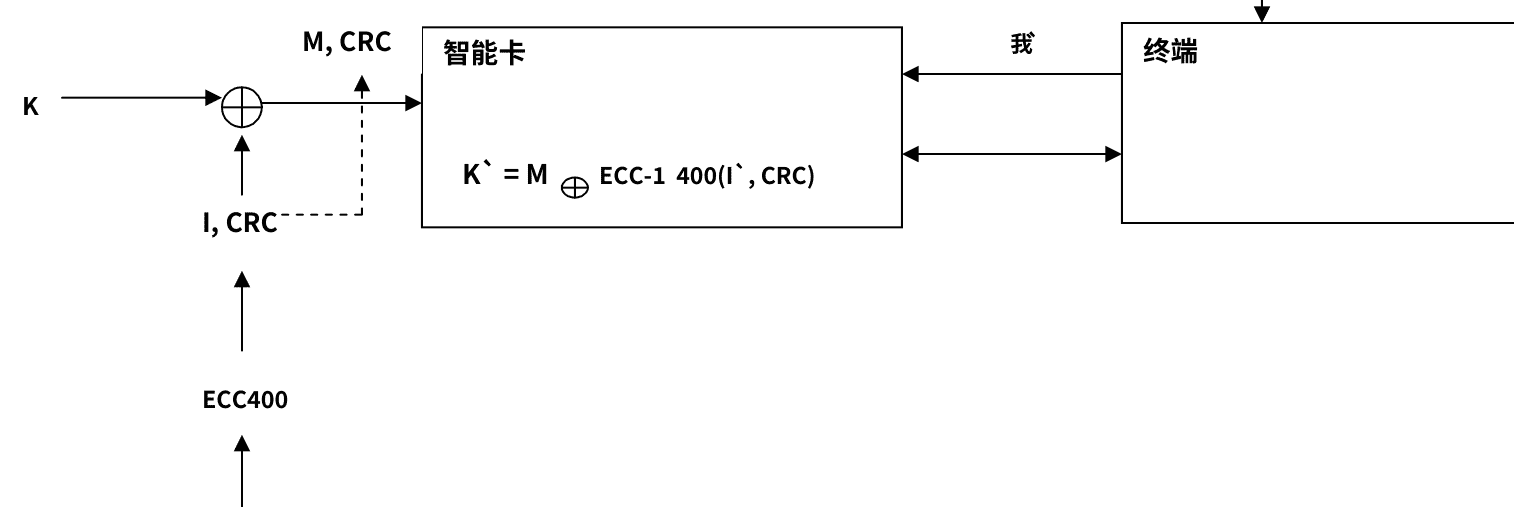 M, CRC
智能卡
我
终端
K
K` = M ⊕ ECC-1 400(I`, CRC)
I, CRC
ECC400